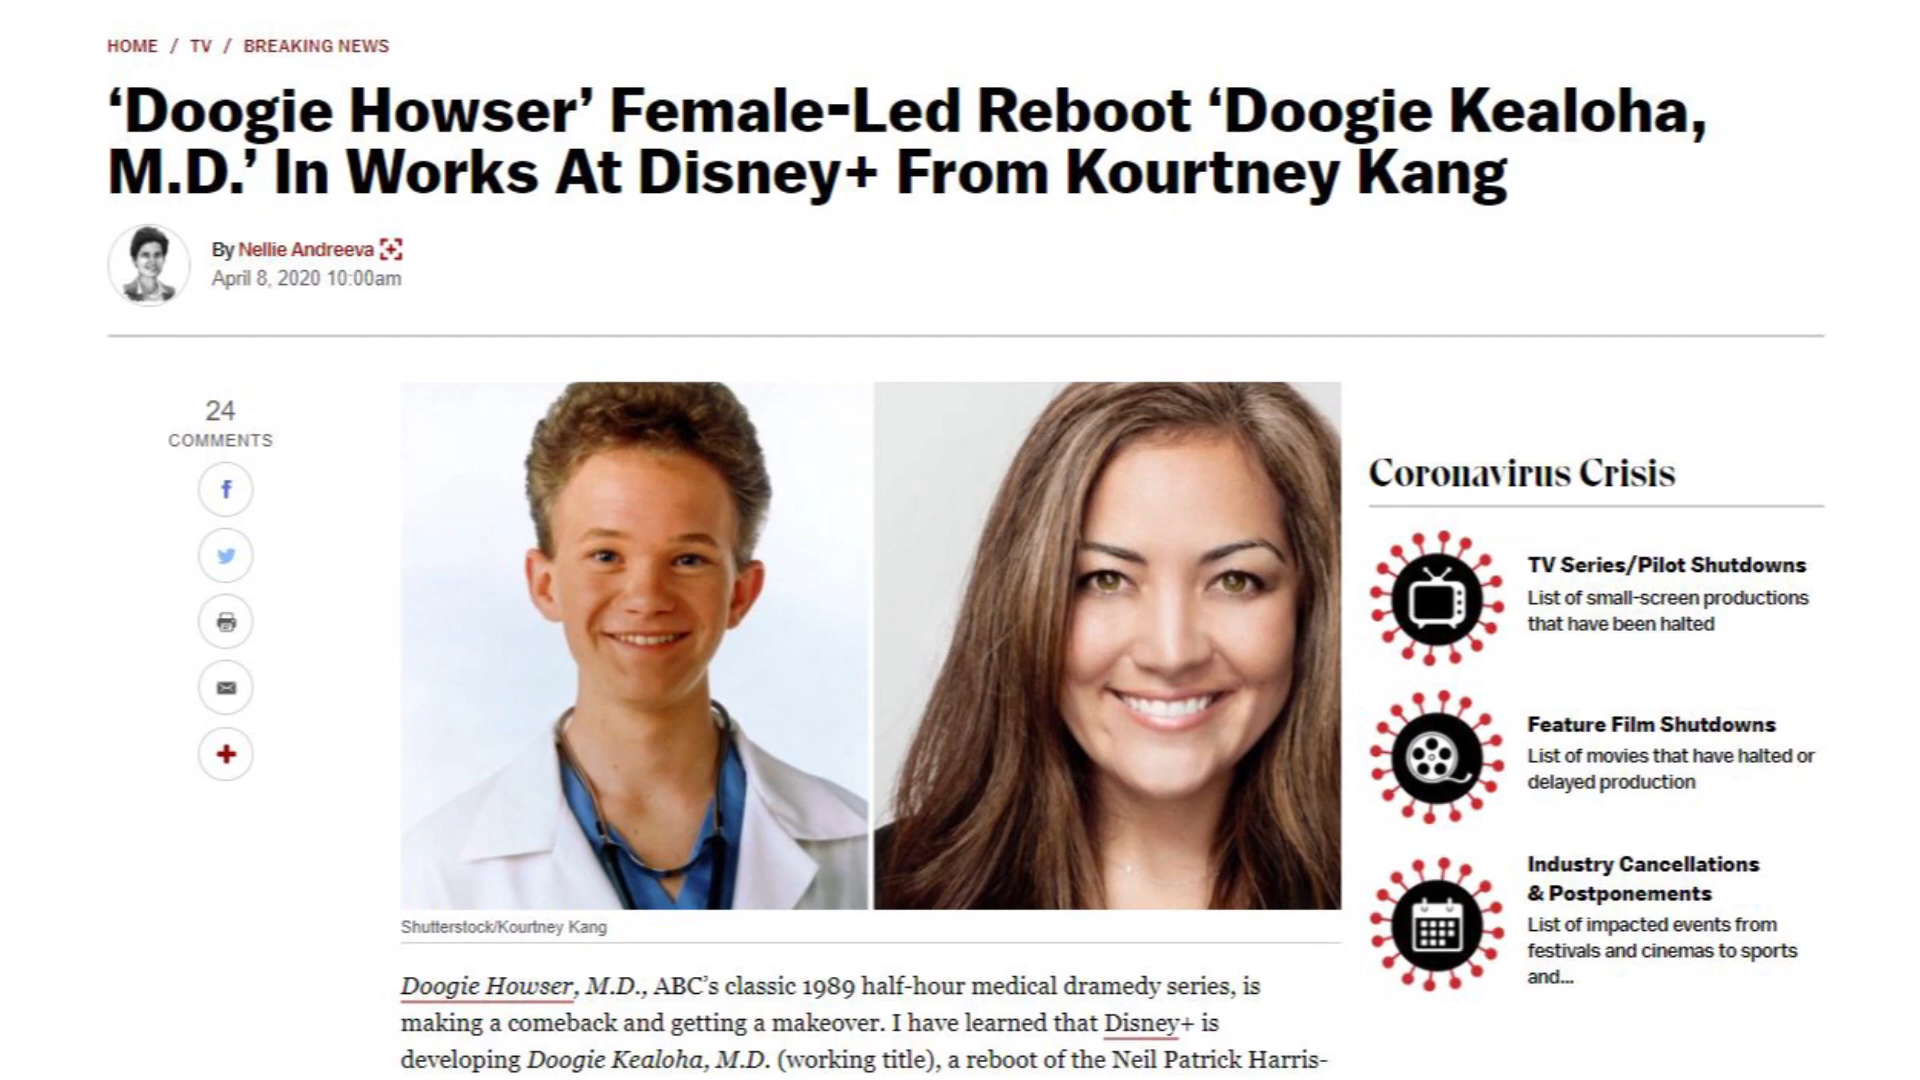 HOME / TV / BREAKING NEWS
‘Doogie Howser’ Female-Led Reboot ‘Doogie Kealoha,
M.D.’ In Works At Disney+ From Kourtney Kang
By Nellie Andreeva
April 8, 2020 10:00am
24
COMMENTS
Shutterstock/Kourtney Kang
Doogie Howser, M.D., ABC’s classic 1989 half-hour medical dramedy series, is
making a comeback and getting a makeover. I have learned that Disney+ is
developing Doogie Kealoha, M.D. (working title), a reboot of the Neil Patrick Harris-
Coronavirus Crisis
TV Series/Pilot Shutdowns
List of small-screen productions
that have been halted
Feature Film Shutdowns
List of movies that have halted or
delayed production
Industry Cancellations
& Postponements
List of impacted events from
festivals and cinemas to sports
and...